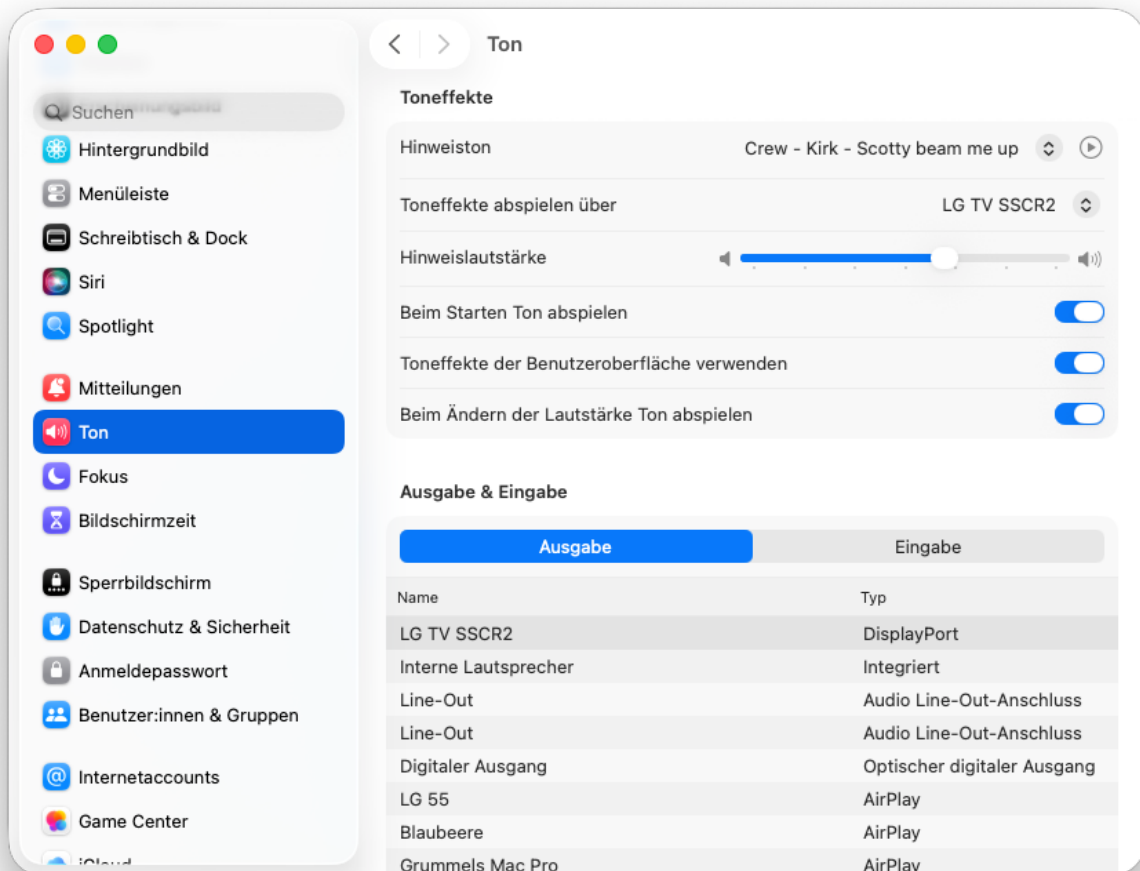 Suchen
Hintergrundbild
Menüleiste
Schreibtisch & Dock
Siri
Spotlight
Mitteilungen
Ton
Fokus
Bildschirmzeit
Sperrbildschirm
Datenschutz & Sicherheit
Anmeldepasswort
Benutzer:innen & Gruppen
Internetaccounts
Game Center
iCloud
Ton
Toneffekte
Hinweiston Crew - Kirk - Scotty beam me up
Toneffekte abspielen über LG TV SSCR2
Hinweislautstärke
Beim Starten Ton abspielen
Toneffekte der Benutzeroberfläche verwenden
Beim Ändern der Lautstärke Ton abspielen
Ausgabe & Eingabe
Ausgabe Eingabe
Name Typ
LG TV SSCR2 DisplayPort
Interne Lautsprecher Integriert
Line-Out Audio Line-Out-Anschluss
Line-Out Audio Line-Out-Anschluss
Digitaler Ausgang Optischer digitaler Ausgang
LG 55 AirPlay
Blaubeere AirPlay
Grummels Mac Pro AirPlay